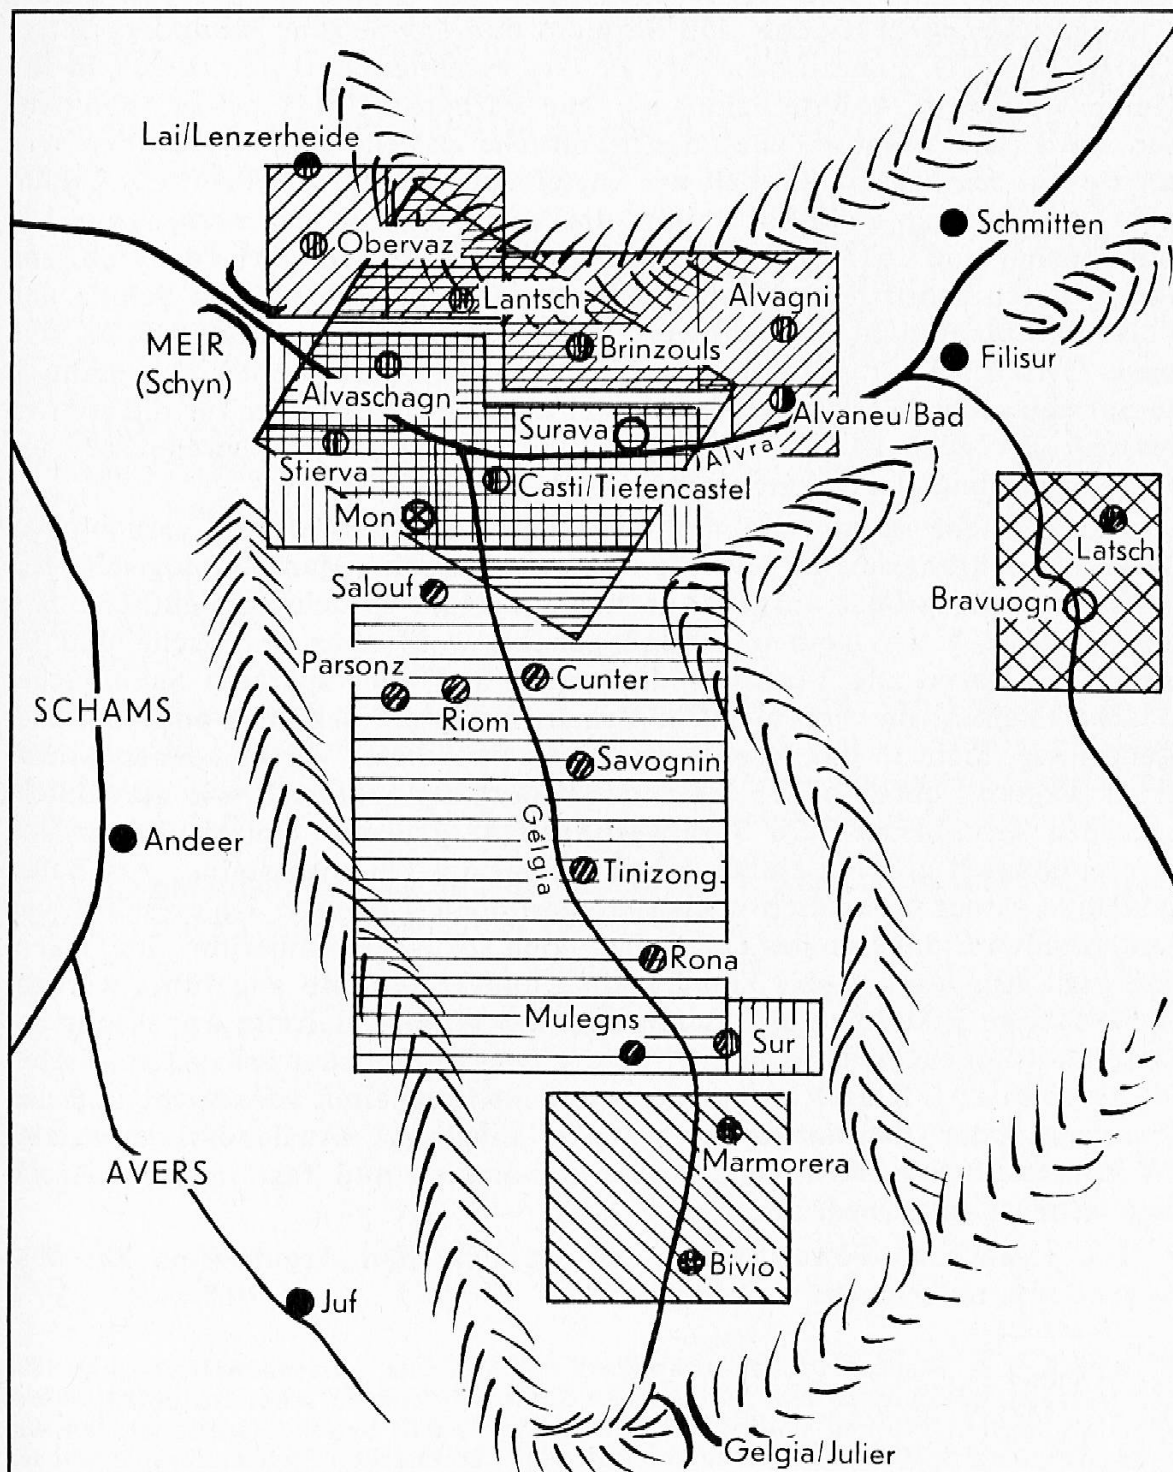 Lai/Lenzerheide
Schmitten
Obervaz
Lantsch
Alvagni
MEIR
(Schyn)
Brinzouls
Filisur
Alvaschagn
Surava
Alvaneu/Bad
Alvra
Stierva
Casti/Tiefencastel
Mon
Latsch
Salouf
Bravuogn
Parsonz
Cunter
Riom
SCHAMS
Savognin
Gelgia
Andeer
Tinizong
Rona
Mulegns
Sur
Marmorera
AVERS
Bivio
Juf
Gelgia/Julier